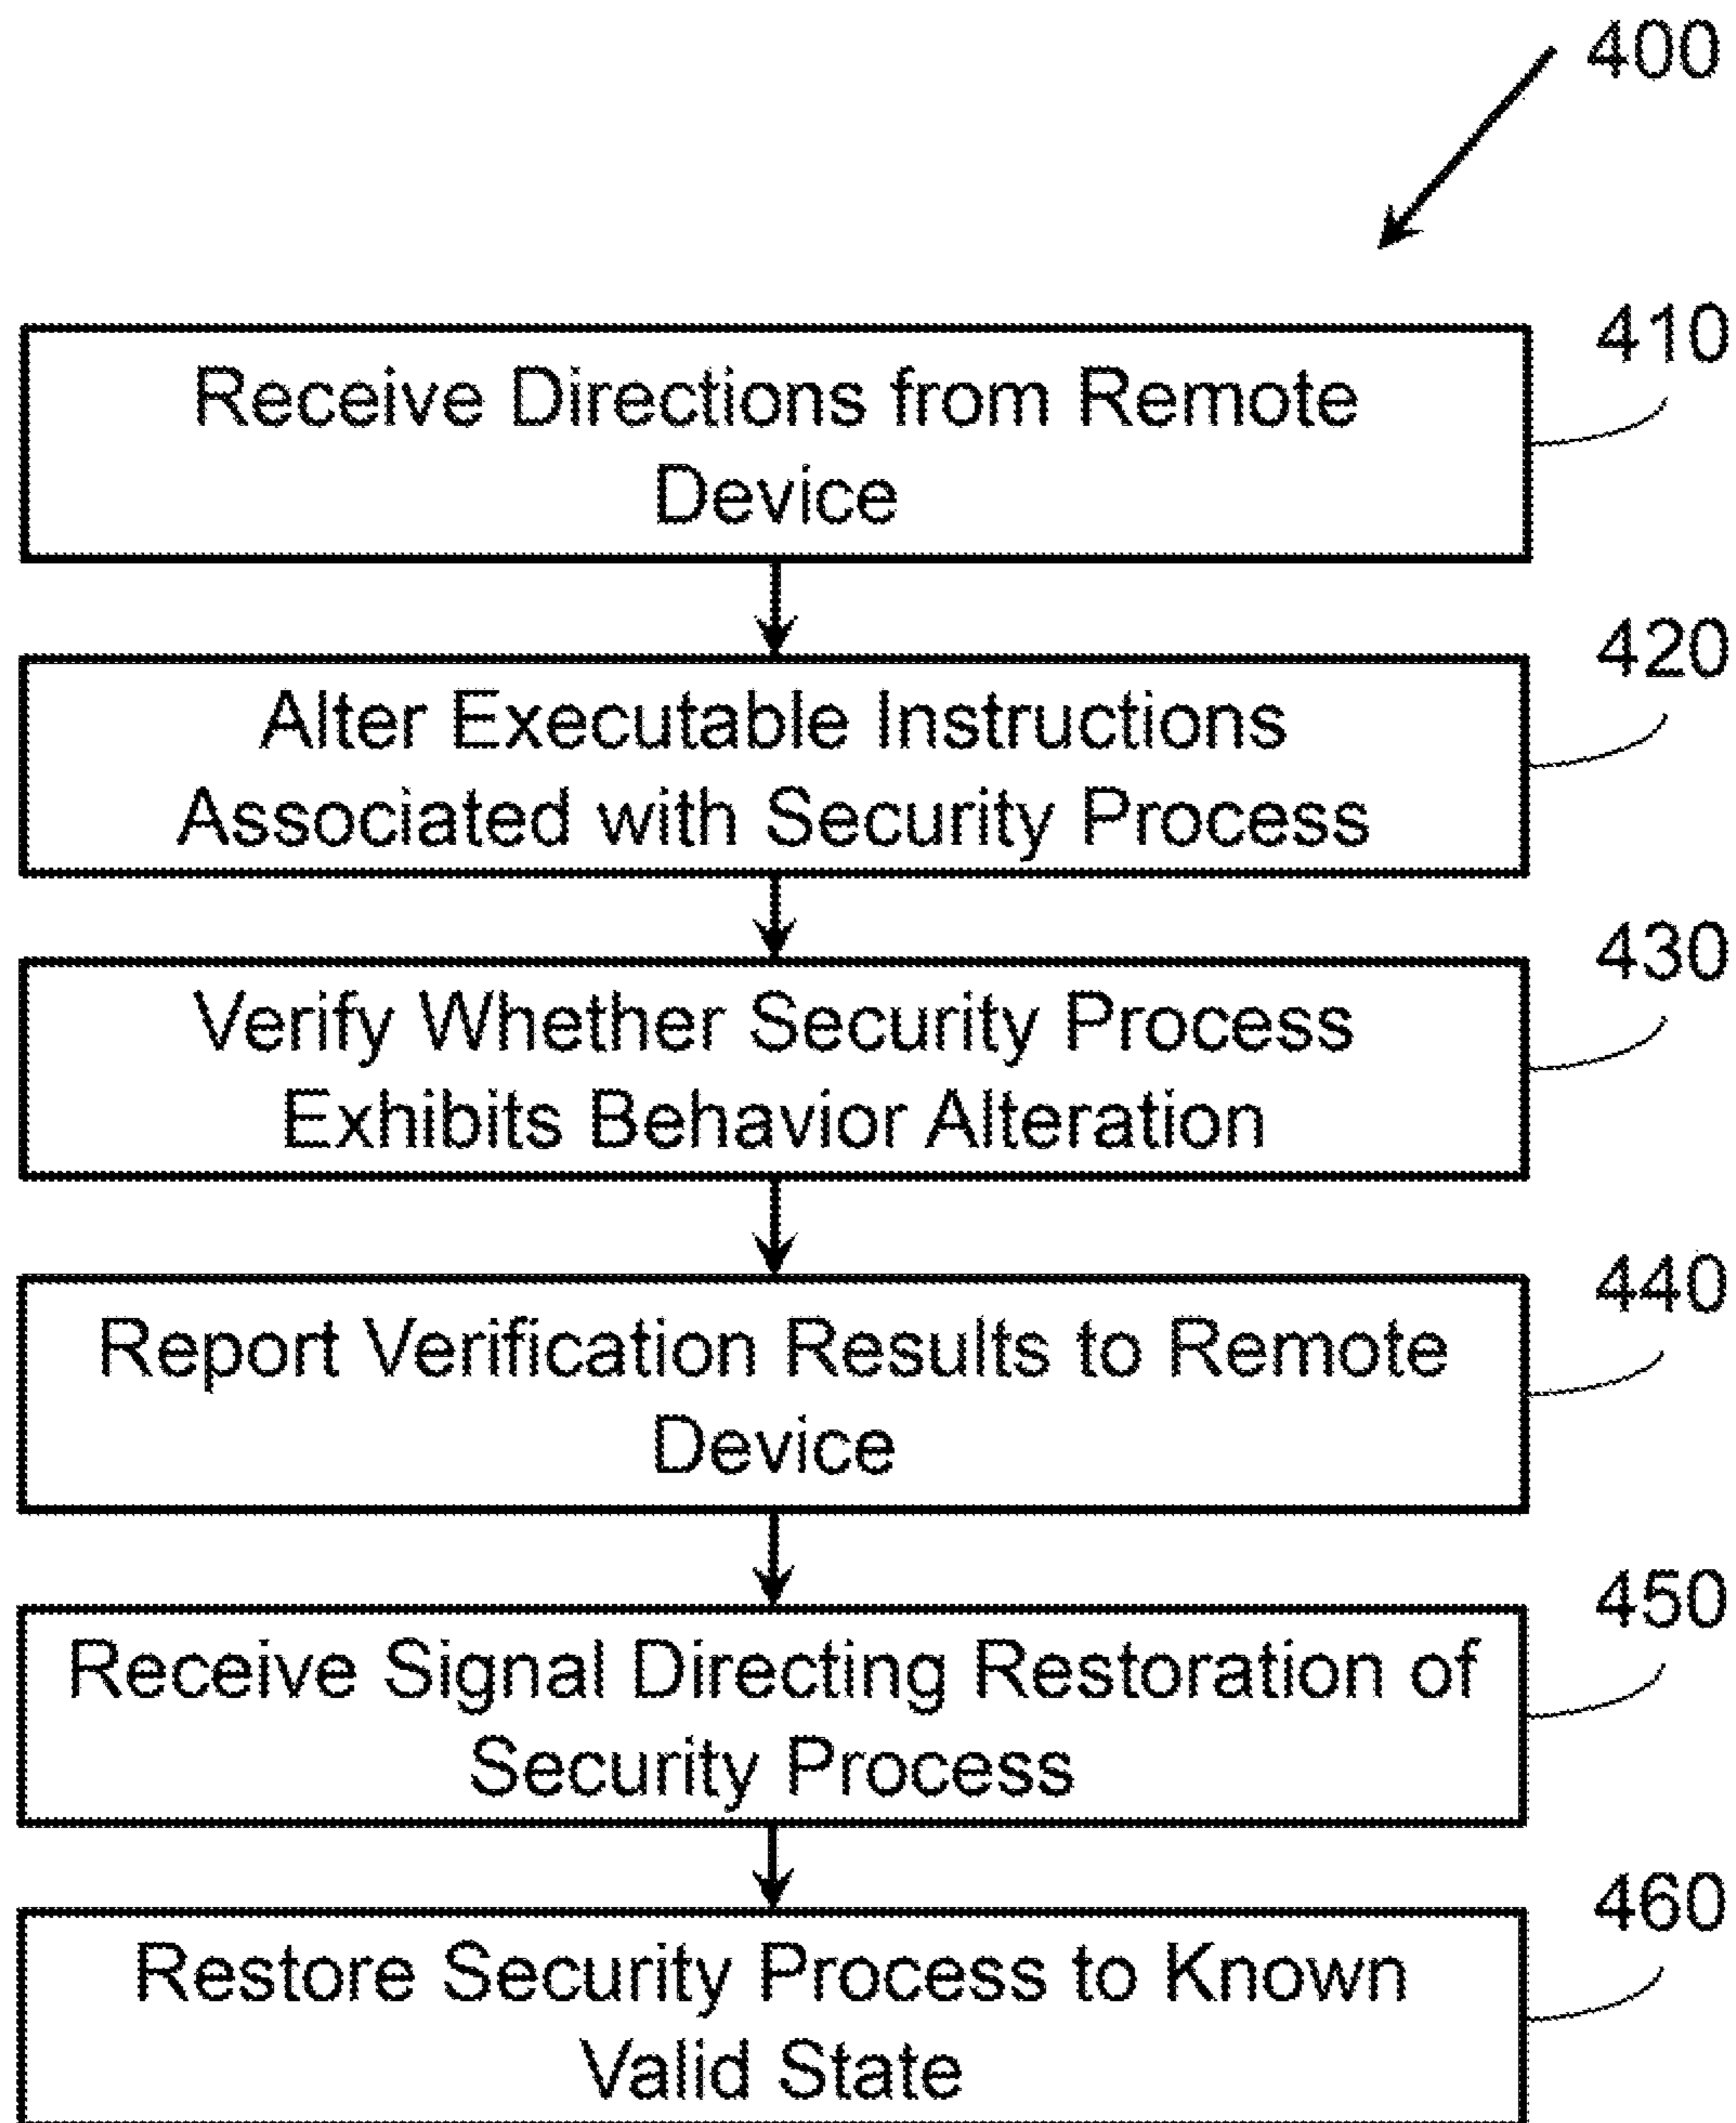 400
410
Receive Directions from Remote
Device
420
Alter Executable Instructions
Associated with Security Process
430
Verify Whether Security Process
Exhibits Behavior Alteration
440
Report Verification Results to Remote
Device
450
Receive Signal Directing Restoration of
Security Process
460
Restore Security Process to Known
Valid State